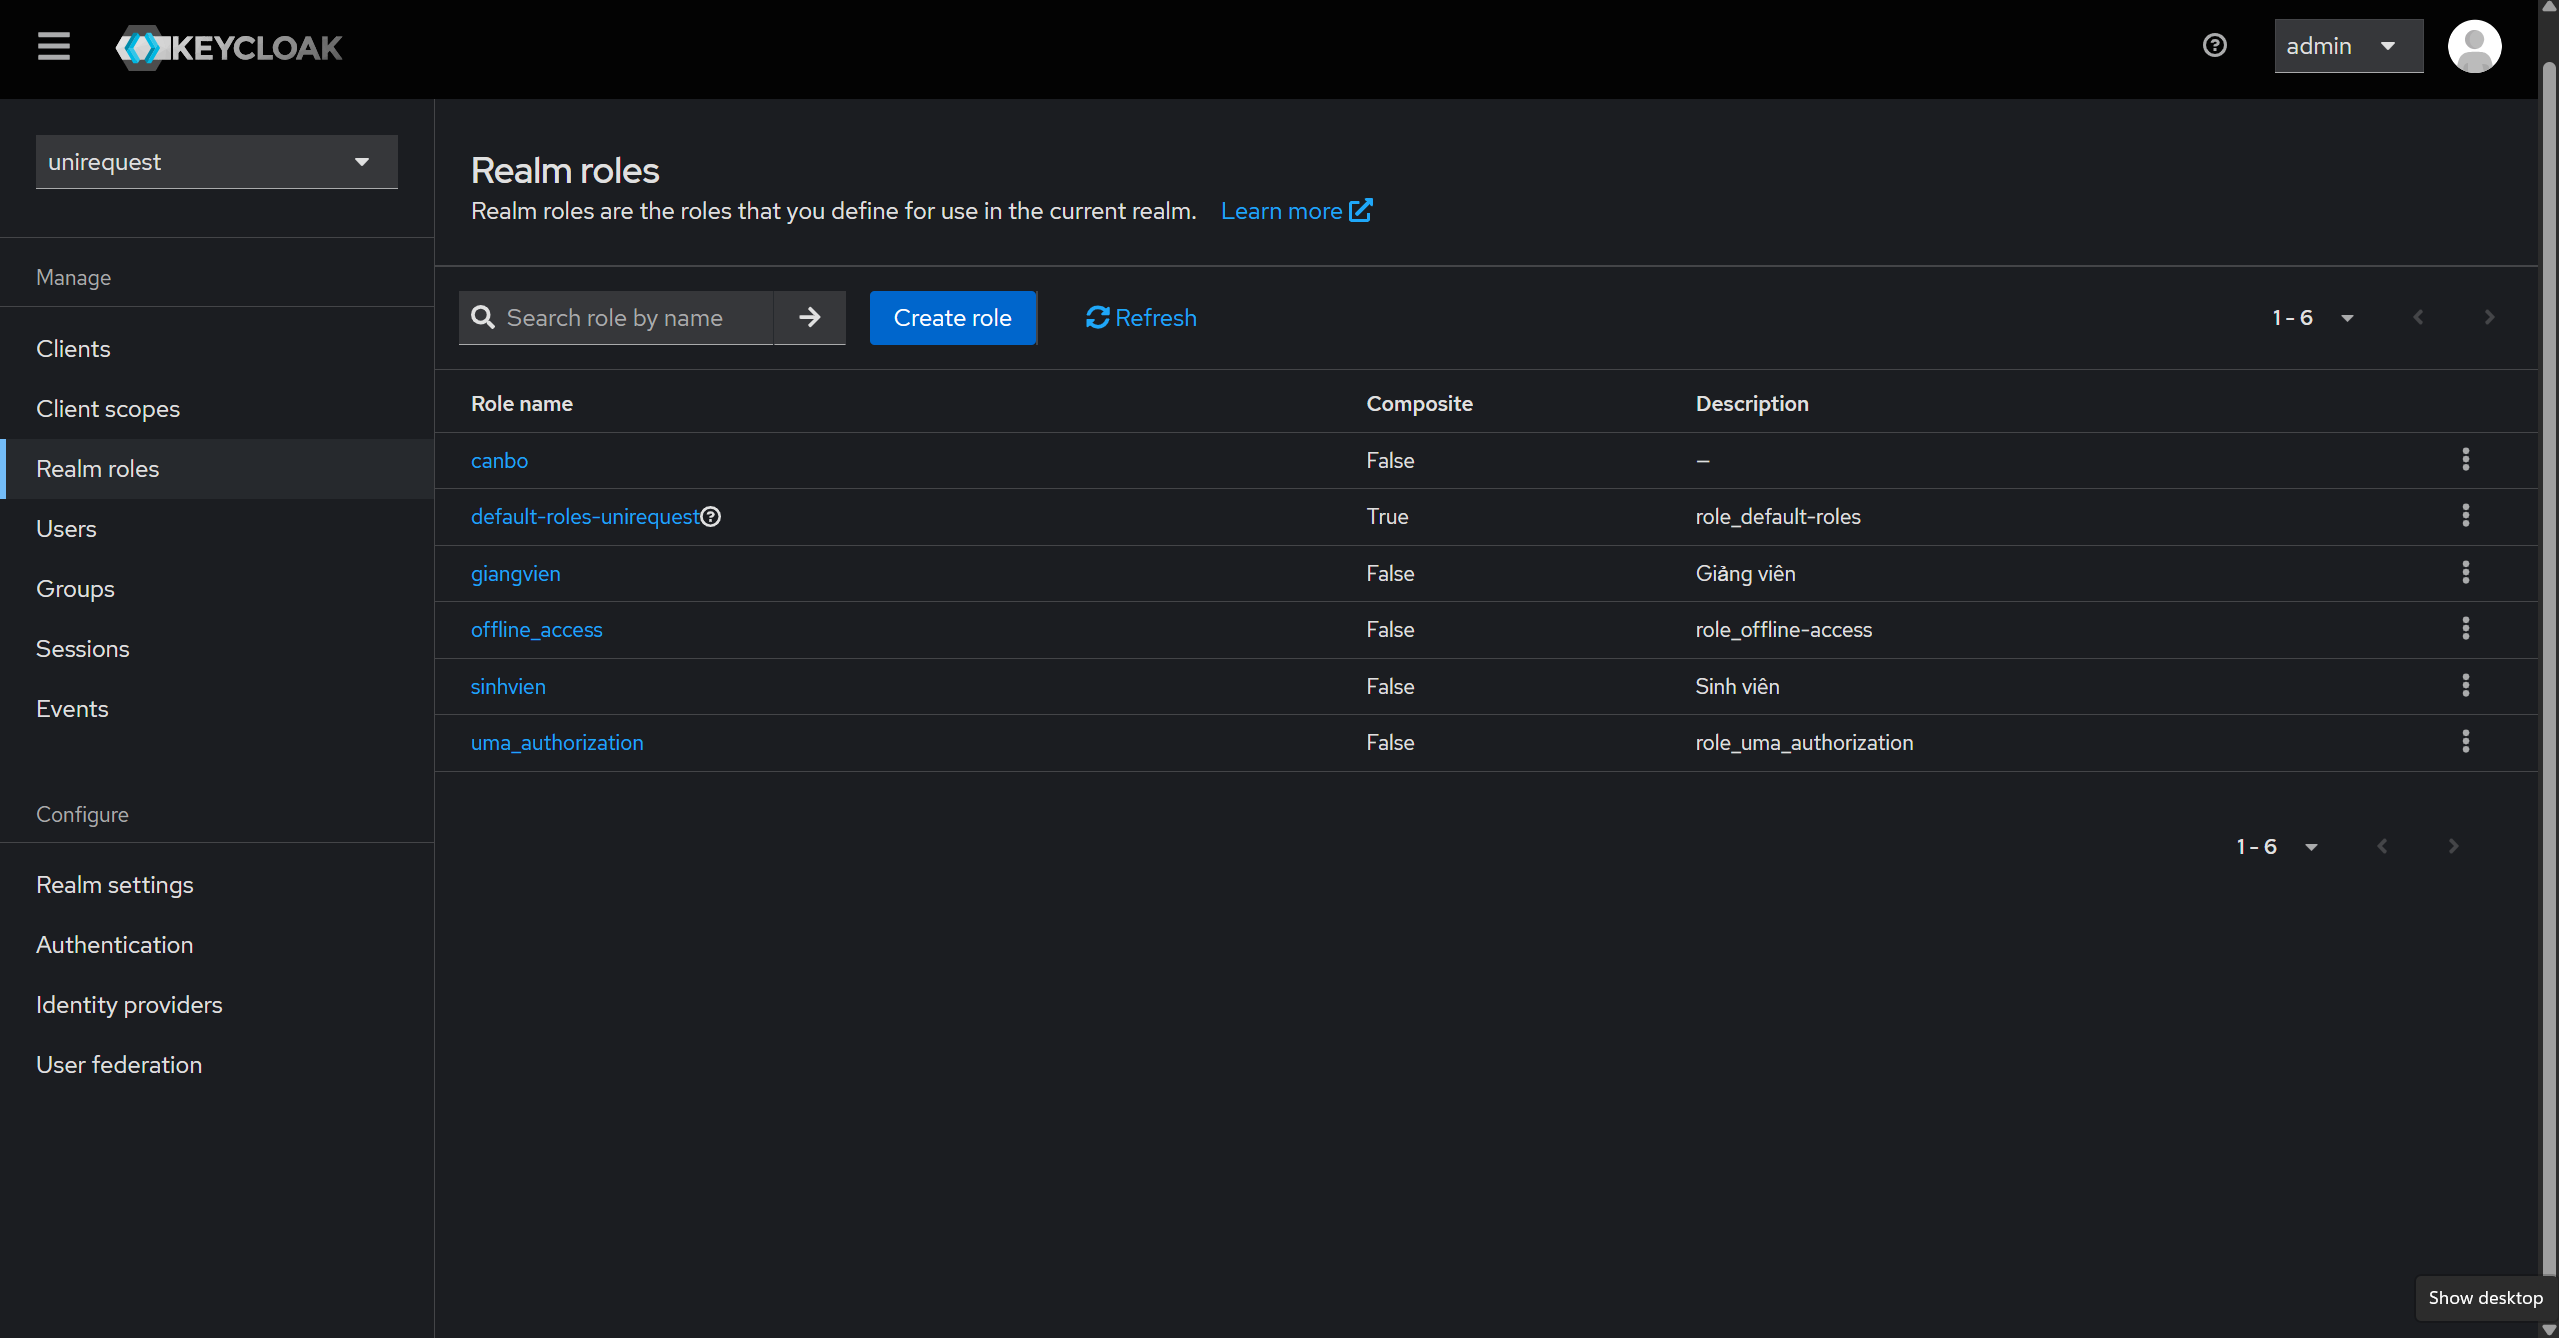 KEYCLOAK
admin
unirequest
Manage
Clients
Client scopes
Realm roles
Users
Groups
Sessions
Events
Configure
Realm settings
Authentication
Identity providers
User federation
Realm roles
Realm roles are the roles that you define for use in the current realm. Learn more
Search role by name Create role Refresh 1 - 6
Role name Composite Description
canbo False –
default-roles-unirequest True role_default-roles
giangvien False Giảng viên
offline_access False role_offline-access
sinhvien False Sinh viên
uma_authorization False role_uma_authorization
1 - 6
Show desktop